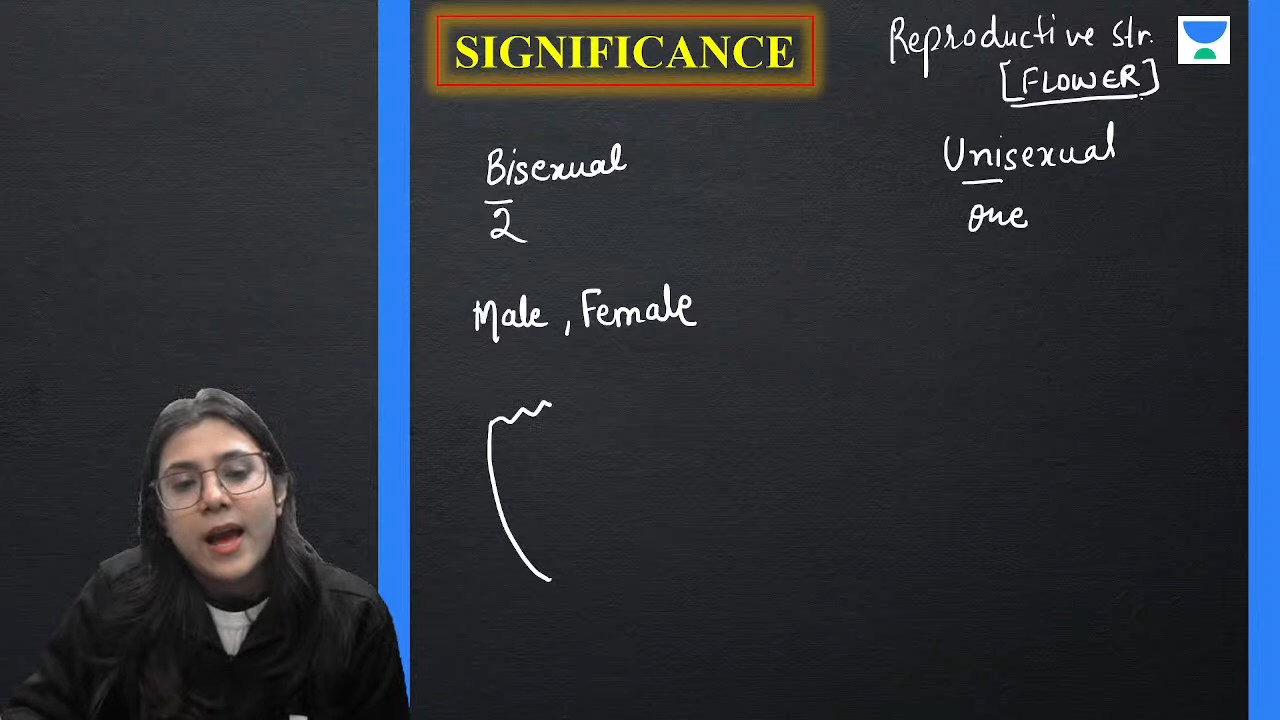 SIGNIFICANCE
Reproductive Str.
[FLOWER]
Bisexual
2
Unisexual
one
Male, Female